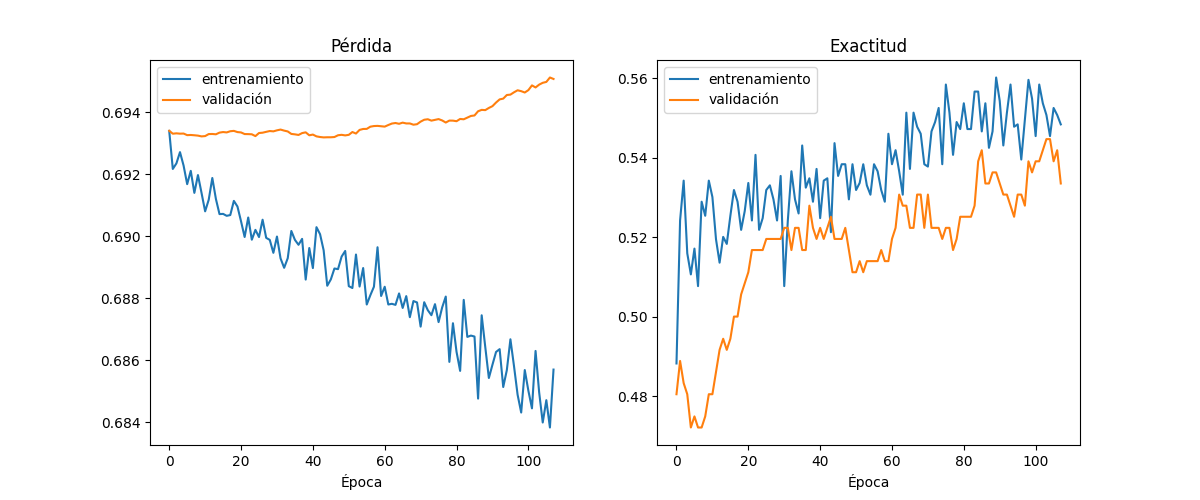 Pérdida
entrenamiento
validación
0.694
0.692
0.690
0.688
0.686
0.684
0 20 40 60 80 100
Época
Exactitud
entrenamiento
validación
0.56
0.54
0.52
0.50
0.48
0 20 40 60 80 100
Época